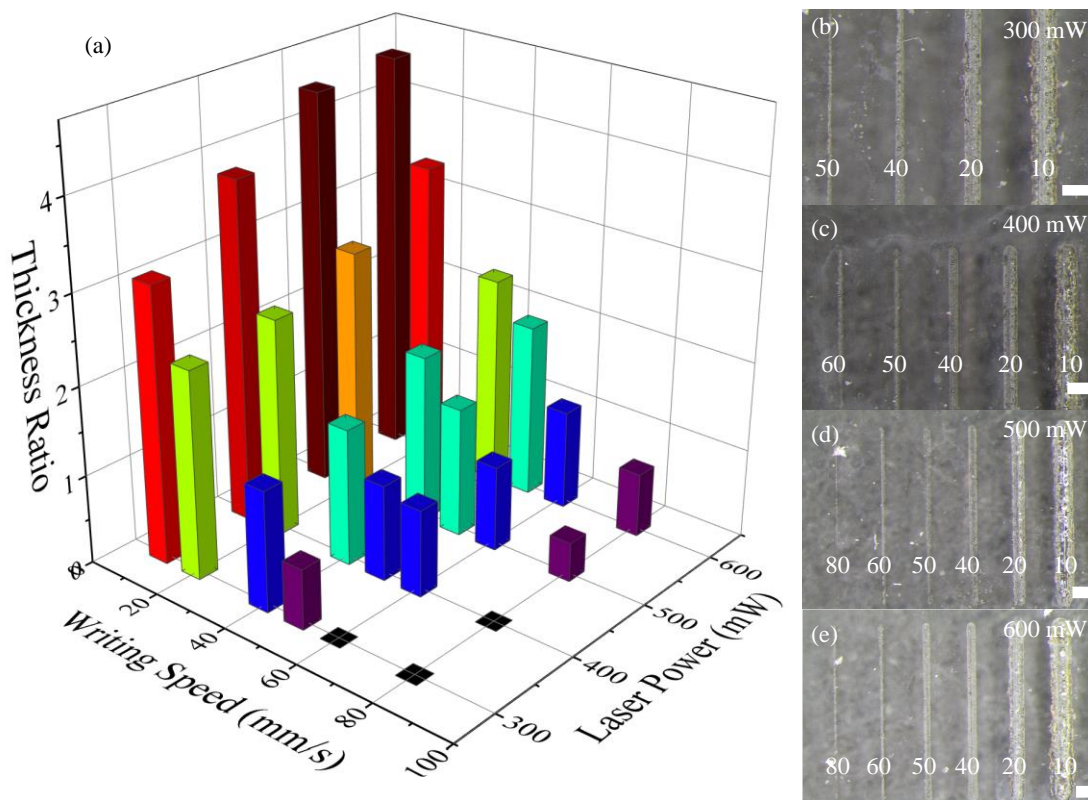 (a)
4
3
2
1
0
Thickness Ratio
0
20
40
60
80
100
Writing Speed (mm/s)
300
400
500
600
Laser Power (mW)
(b)
300 mW
50 40 20 10
(c)
400 mW
60 50 40 20 10
(d)
500 mW
80 60 50 40 20 10
(e)
600 mW
80 60 50 40 20 10